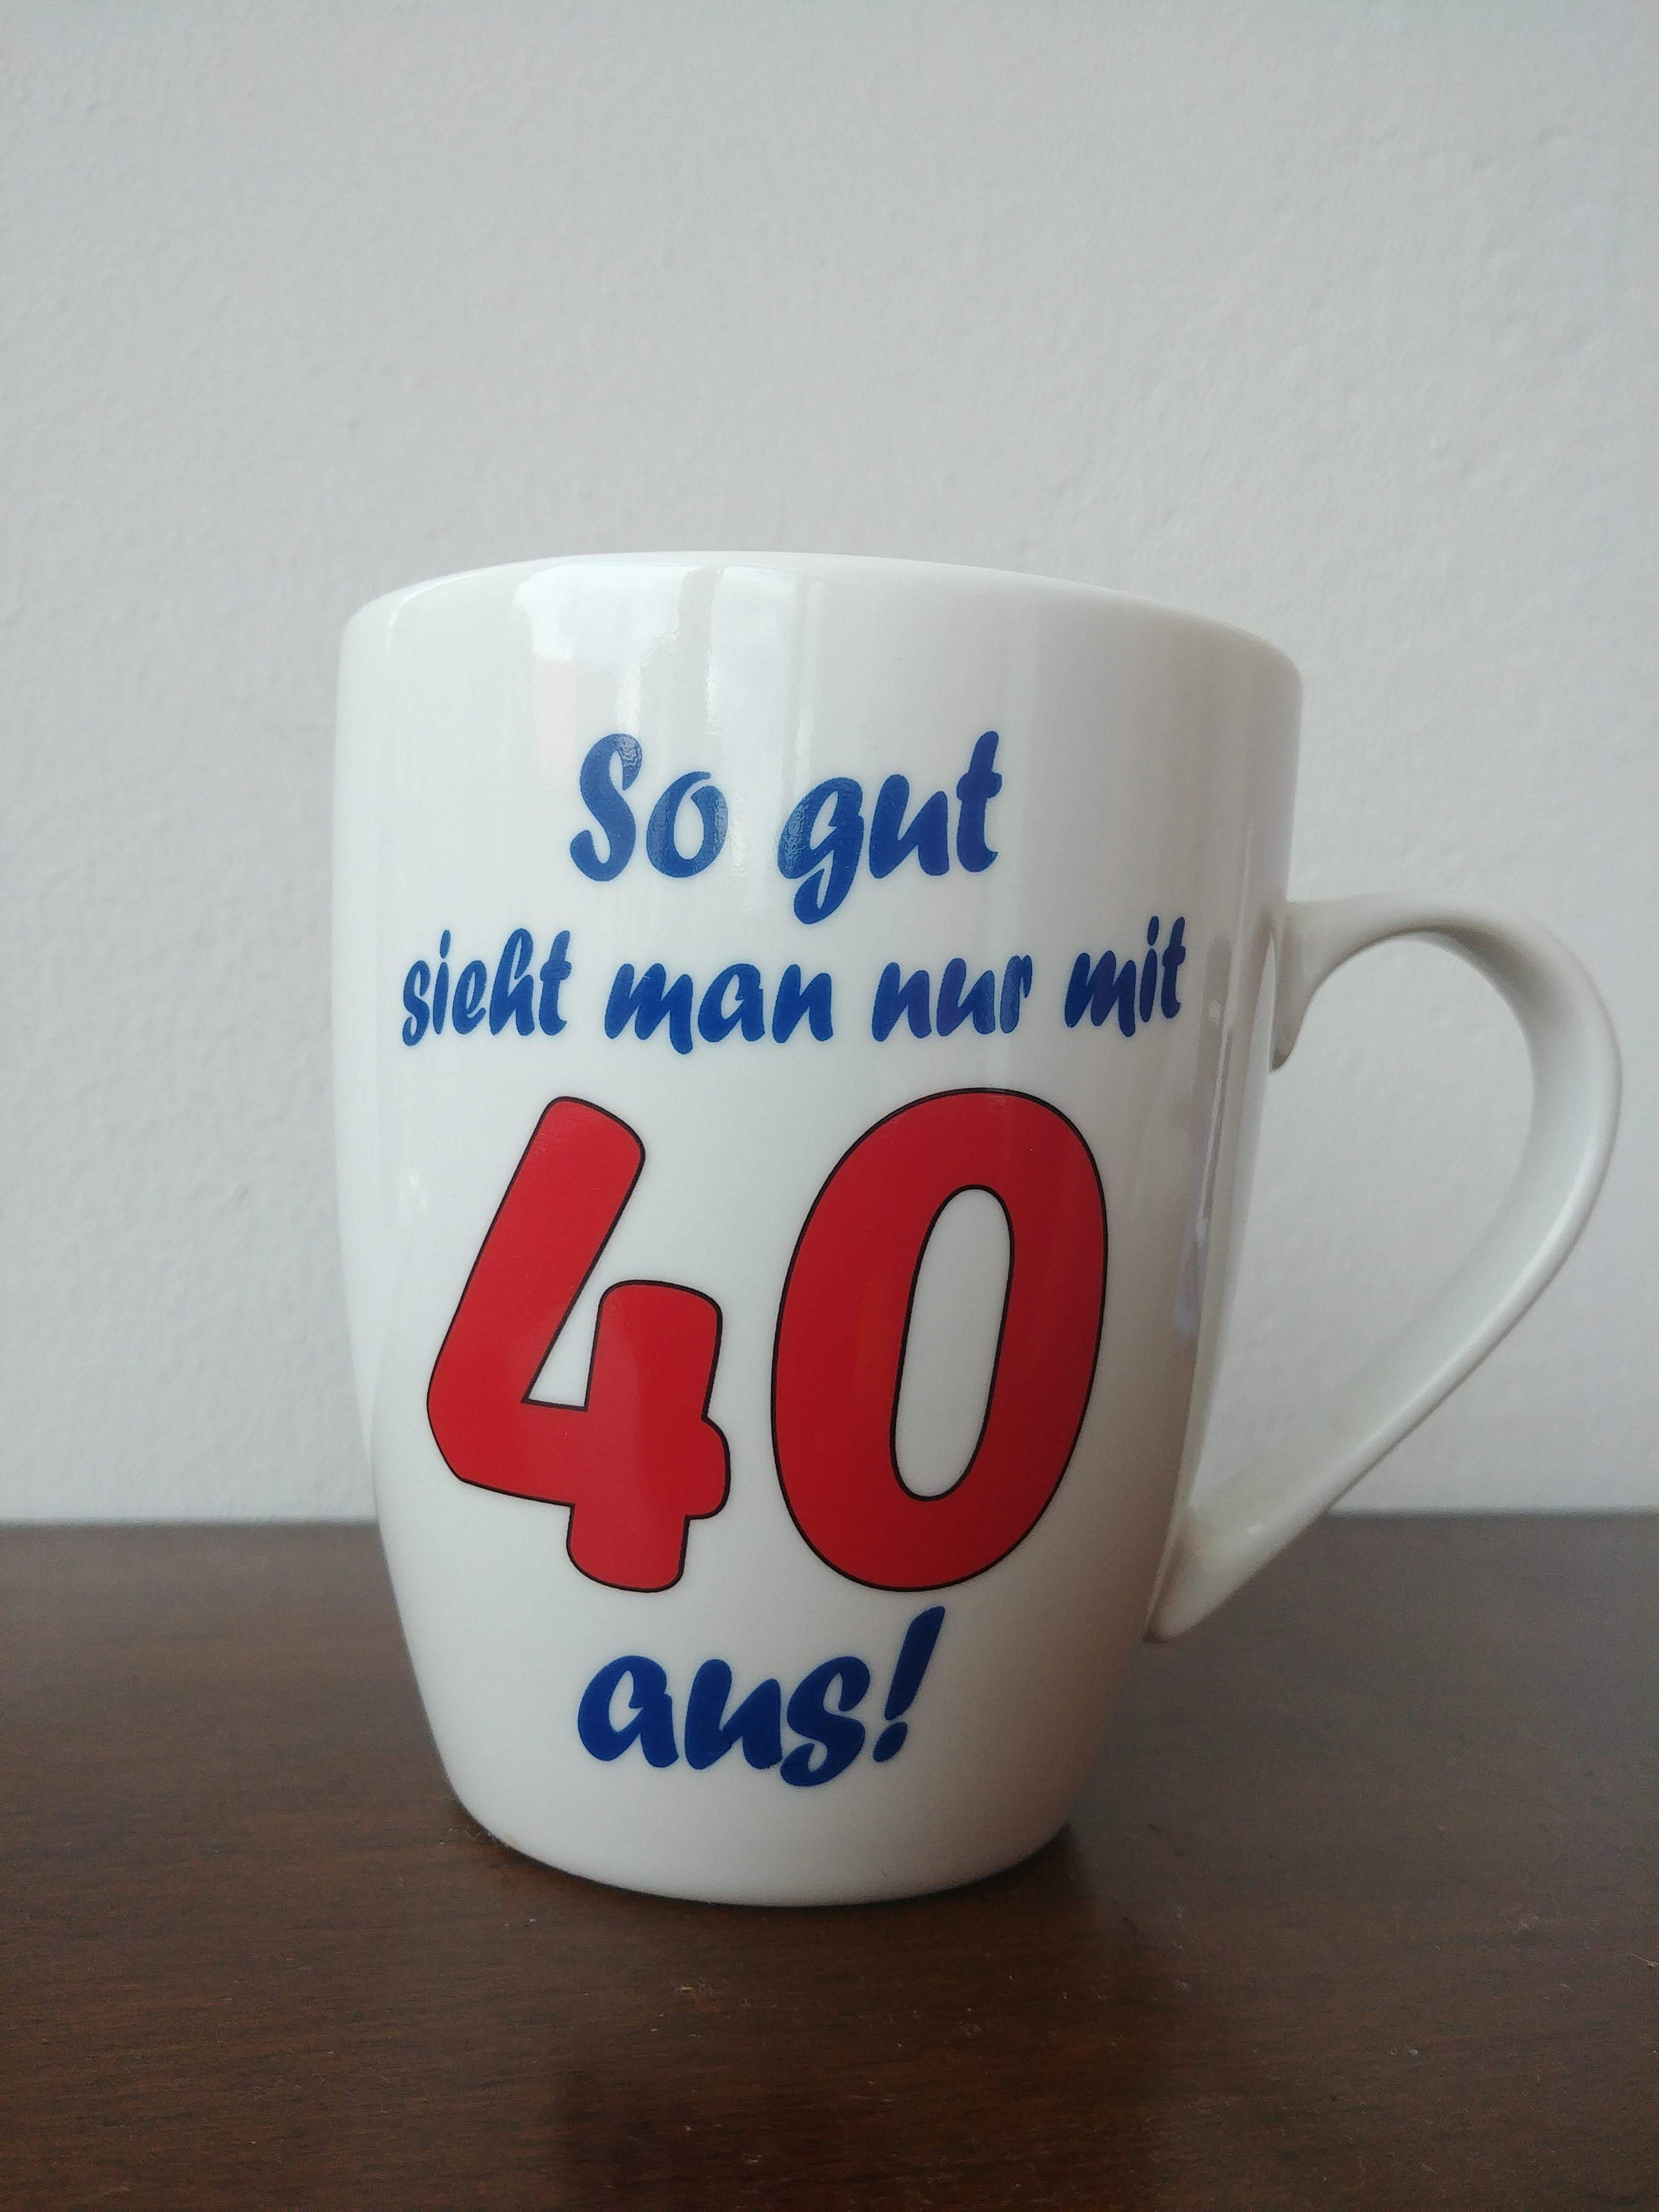 So gut
sieht man nur mit
40
aus!